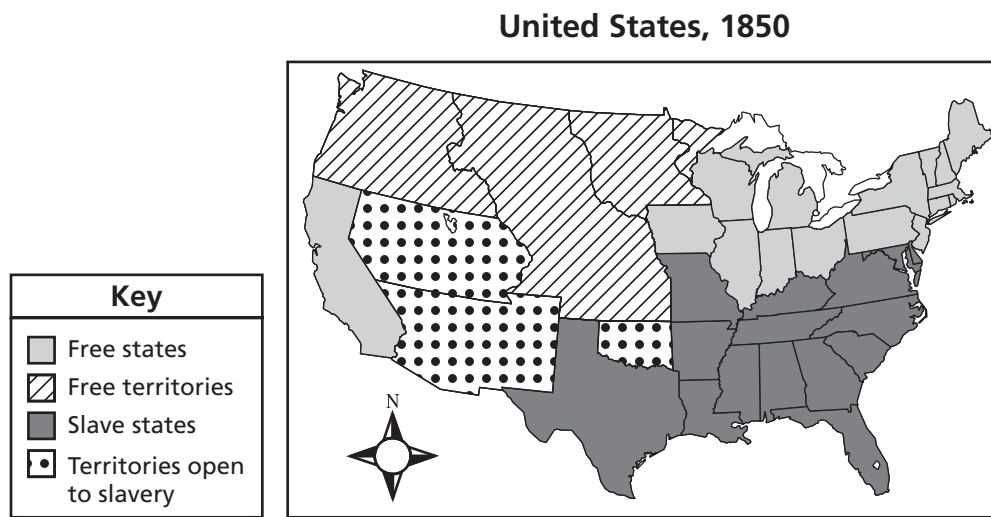 United States, 1850
Key
Free states
Free territories
Slave states
Territories open
to slavery
N